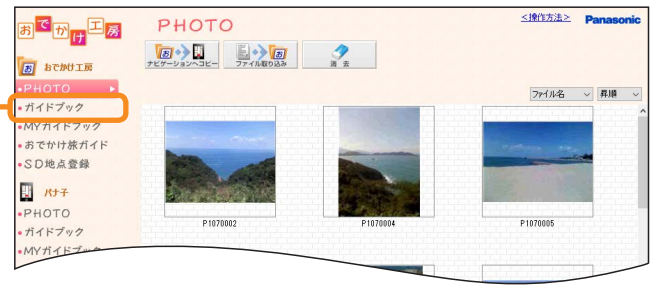 おでかけ工房
PHOTO
<操作方法>
Panasonic
ナビゲーションへコピー
ファイル取り込み
消去
おでかけ工房
•PHOTO
•ガイドブック
•MYガイドブック
•おでかけ旅ガイド
•SD地点登録
パナ子
•PHOTO
•ガイドブック
•MYガイドブック
ファイル名
昇順
P1070002
P1070004
P1070005